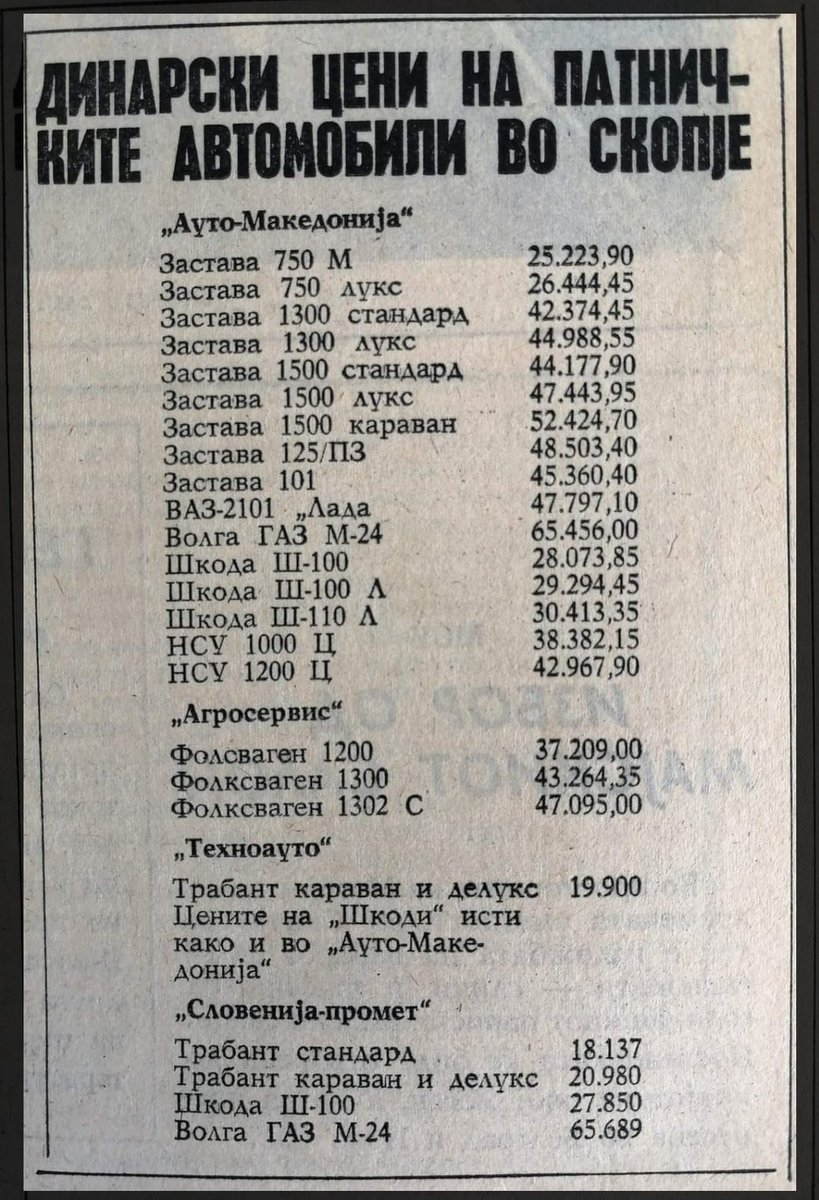 ДИНАРСКИ ЦЕНИ НА ПАТНИЧ-
КИТЕ АВТОМОБИЛИ ВО СКОПЈЕ
„Ауто-Македонија“
Застава 750 М 25.223,90
Застава 750 лукс 26.444,45
Застава 1300 стандард 42.374,45
Застава 1300 лукс 44.988,55
Застава 1500 стандард 44.177,90
Застава 1500 лукс 47.443,95
Застава 1500 караван 52.424,70
Застава 125/ПЗ 48.503,40
Застава 101 45.360,40
ВАЗ-2101 „Лада 47.797,10
Волга ГАЗ М-24 65.456,00
Шкода Ш-100 28.073,85
Шкода Ш-100 Л 29.294,45
Шкода Ш-110 Л 30.413,35
НСУ 1000 Ц 38.382,15
НСУ 1200 Ц 42.967,90
„Агросервис“
Фолсваген 1200 37.209,00
Фолксваген 1300 43.264,35
Фолксваген 1302 С 47.095,00
„Техноауто“
Трабант караван и делукс 19.900
Цените на „Шкоди“ исти
како и во „Ауто-Маке-
донија“
„Словенија-промет“
Трабант стандард 18.137
Трабант караван и делукс 20.980
Шкода Ш-100 27.850
Волга ГАЗ М-24 65.689